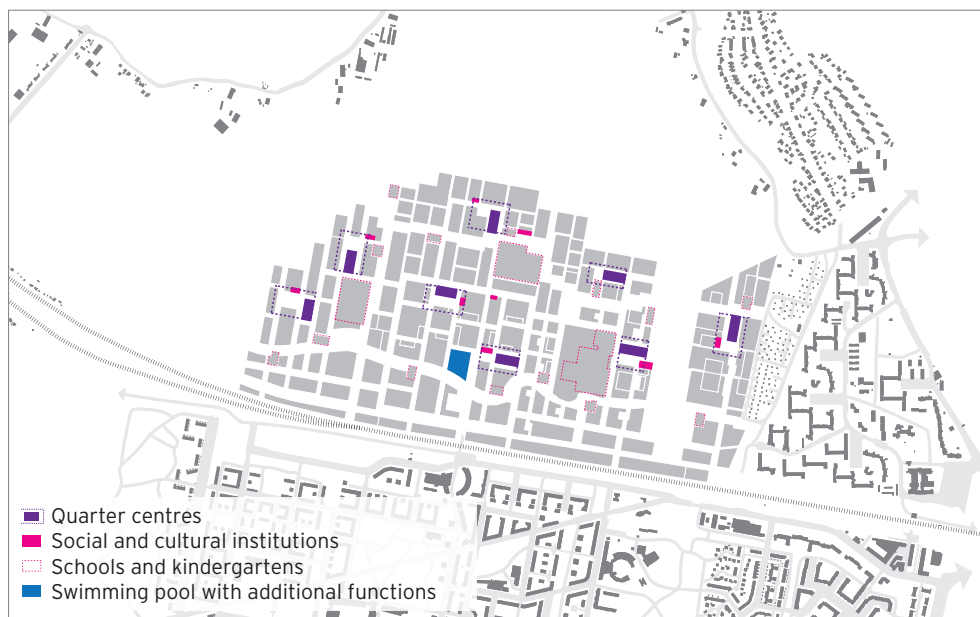 Quarter centres
Social and cultural institutions
Schools and kindergartens
Swimming pool with additional functions